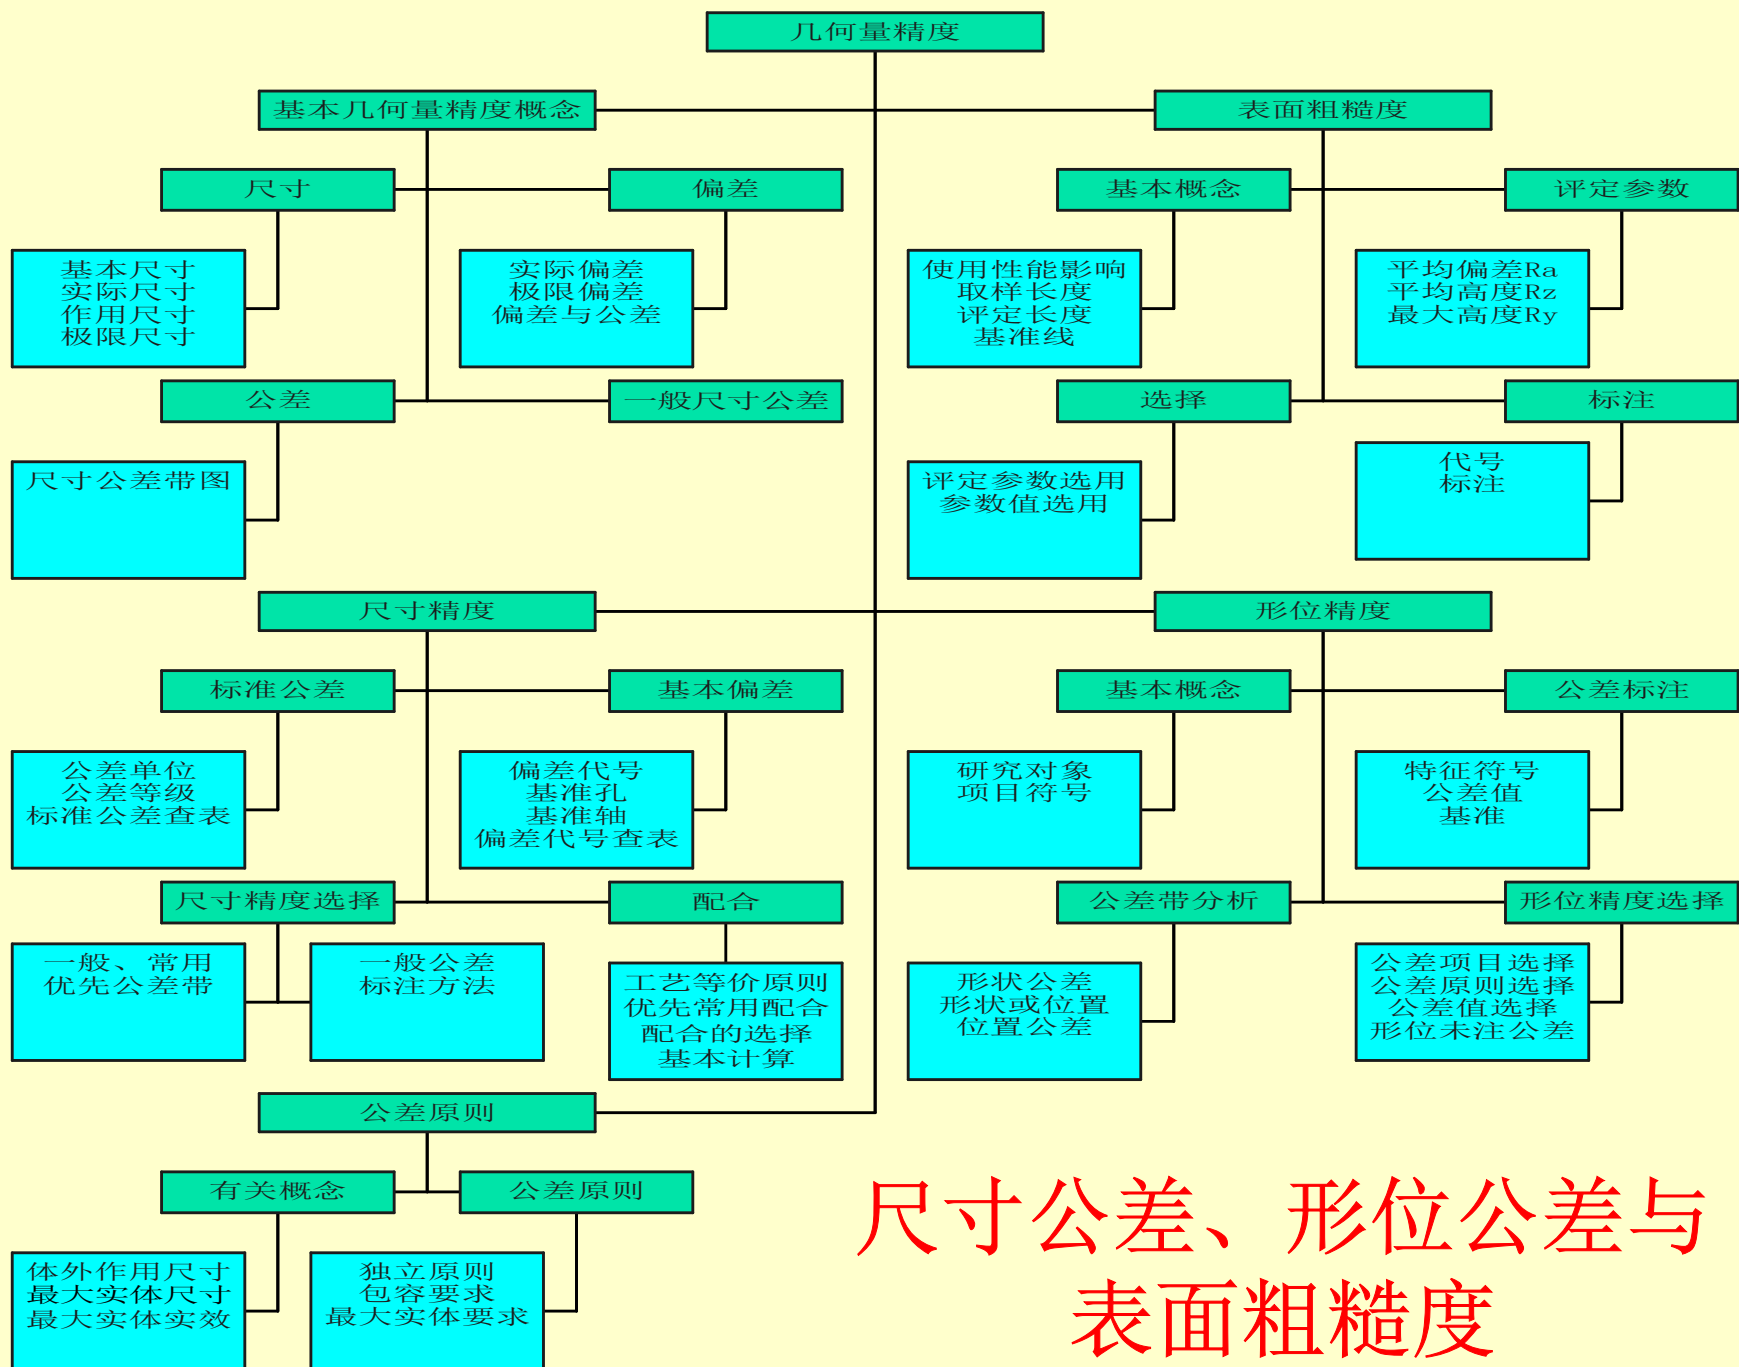 几何量精度
基本几何量精度概念
表面粗糙度
尺寸
偏差
基本概念
评定参数
基本尺寸
实际尺寸
作用尺寸
极限尺寸
实际偏差
极限偏差
偏差与公差
使用性能影响
取样长度
评定长度
基准线
平均偏差Ra
平均高度Rz
最大高度Ry
公差
一般尺寸公差
选择
标注
尺寸公差带图
评定参数选用
参数值选用
代号
标注
尺寸精度
形位精度
标准公差
基本偏差
基本概念
公差标注
公差单位
公差等级
标准公差查表
偏差代号
基准孔
基准轴
偏差代号查表
研究对象
项目符号
特征符号
公差值
基准
尺寸精度选择
配合
公差带分析
形位精度选择
一般、常用
优先公差带
一般公差
标注方法
工艺等价原则
优先常用配合
配合的选择
基本计算
形状公差
形状或位置
位置公差
公差项目选择
公差原则选择
公差值选择
形位未注公差
公差原则
有关概念
公差原则
体外作用尺寸
最大实体尺寸
最大实体实效
独立原则
包容要求
最大实体要求
尺寸公差、形位公差与
表面粗糙度